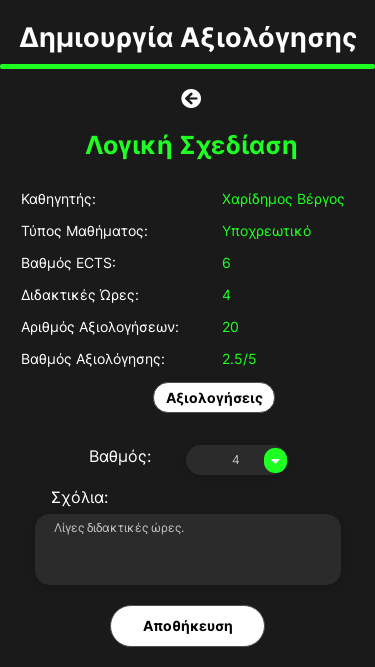 Δημιουργία Αξιολόγησης
Λογική Σχεδίαση
Καθηγητής: Χαρίδημος Βέργος
Τύπος Μαθήματος: Υποχρεωτικό
Βαθμός ECTS: 6
Διδακτικές Ώρες: 4
Αριθμός Αξιολογήσεων: 20
Βαθμός Αξιολόγησης: 2.5/5
Αξιολογήσεις
Βαθμός: 4
Σχόλια:
Λίγες διδακτικές ώρες.
Αποθήκευση